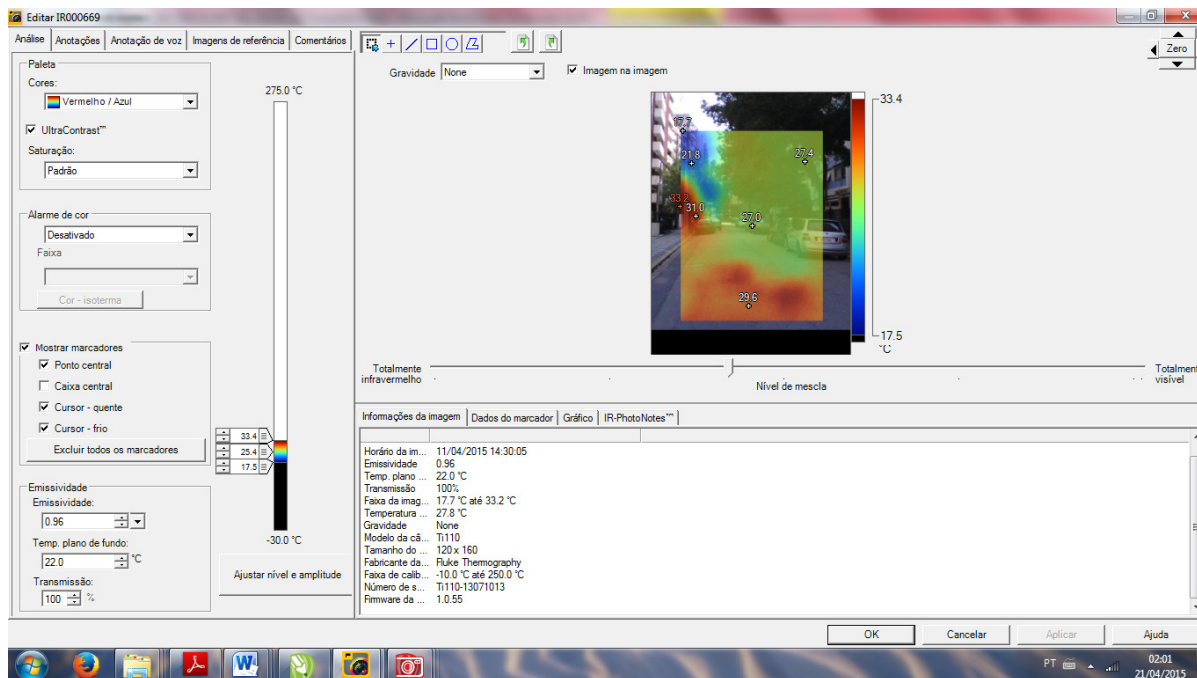 Editar IR000669
Análise Anotações Anotação de voz Imagens de referência Comentários
Paleta
Cores:
Vermelho / Azul
UltraContrast™
Saturação:
Padrão
Alarme de cor
Desativado
Faixa
Cor - isoterma
Mostrar marcadores
Ponto central
Caixa central
Cursor - quente
Cursor - frio
Excluir todos os marcadores
Emissividade
Emissividade:
0.96
Temp. plano de fundo:
22.0 °C
Transmissão:
100 %
275.0 °C
33.4
25.4
17.5
-30.0 °C
Ajustar nível e amplitude
Gravidade None Imagem na imagem
Zero
17.7
21.8
27.4
33.2
31.0
27.0
29.6
33.4
17.5
°C
Totalmente
infravermelho
Nível de mescla
Totalment
visível
Informações da imagem Dados do marcador Gráfico IR-PhotoNotes™
Horário da im... 11/04/2015 14:30:05
Emissividade 0.96
Temp. plano ... 22.0 °C
Transmissão 100%
Faixa da imag... 17.7 °C até 33.2 °C
Temperatura ... 27.8 °C
Gravidade None
Modelo da câ... Ti110
Tamanho do ... 120 x 160
Fabricante da... Fluke Thermography
Faixa de calib... -10.0 °C até 250.0 °C
Número de s... Ti110-13071013
Firmware da ... 1.0.55
OK Cancelar Aplicar Ajuda
PT
02:01
21/04/2015